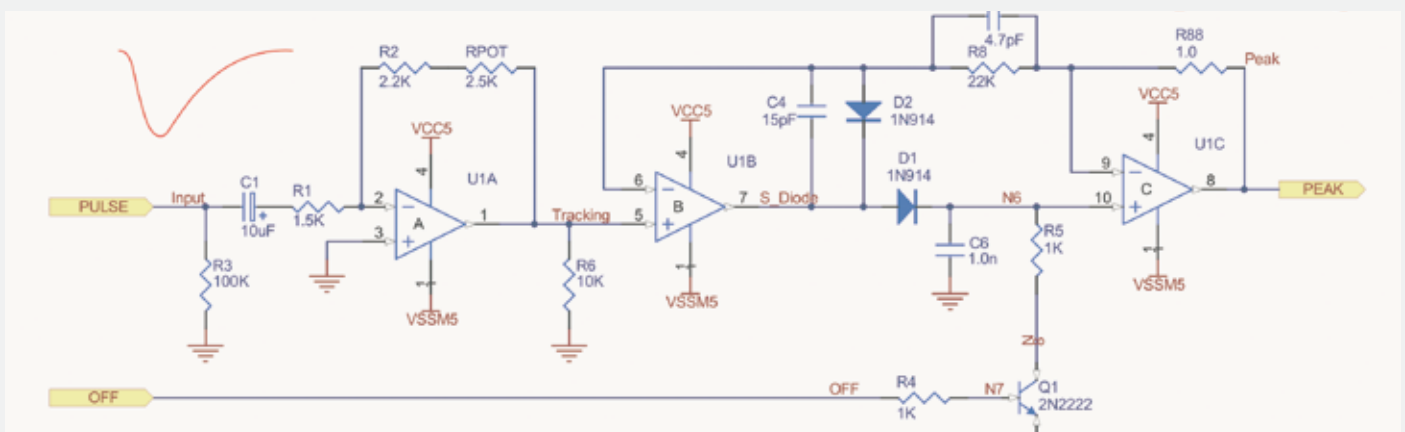 4.7pF
R2
2.2K
RPOT
2.5K
R8
22K
R88
1.0
Peak
VCC5
4
U1A
C4
15pF
D2
1N914
VCC5
4
U1B
VCC5
4
U1C
PULSE
Input
C1
10uF
+
R1
1.5K
2
3
A
1
Tracking
6
5
B
7
S_Diode
D1
1N914
N6
9
10
C
8
PEAK
R3
100K
VSSM5
R6
10K
VSSM5
C6
1.0n
R5
1K
VSSM5
OFF
OFF
R4
1K
N7
Q1
2N2222